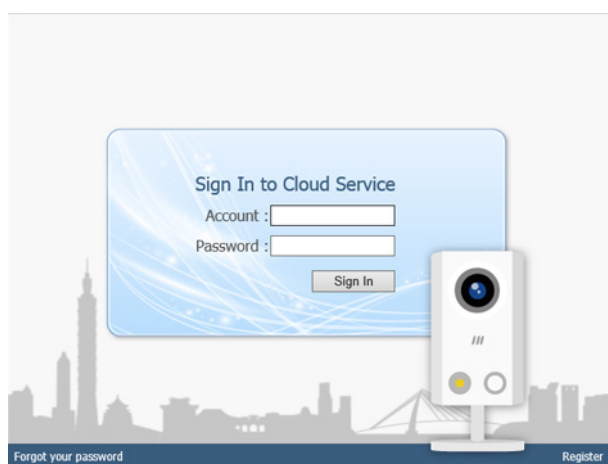 Sign In to Cloud Service
Account :
Password :
Sign In
Forgot your password
Register